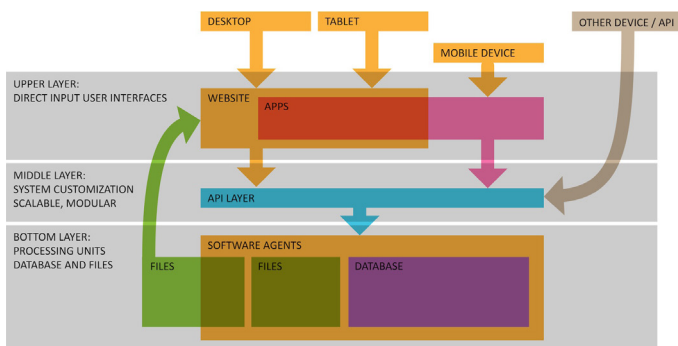 DESKTOP
TABLET
OTHER DEVICE / API
MOBILE DEVICE
UPPER LAYER:
DIRECT INPUT USER INTERFACES
WEBSITE
APPS
MIDDLE LAYER:
SYSTEM CUSTOMIZATION
SCALABLE, MODULAR
API LAYER
BOTTOM LAYER:
PROCESSING UNITS
DATABASE AND FILES
SOFTWARE AGENTS
FILES
FILES
DATABASE